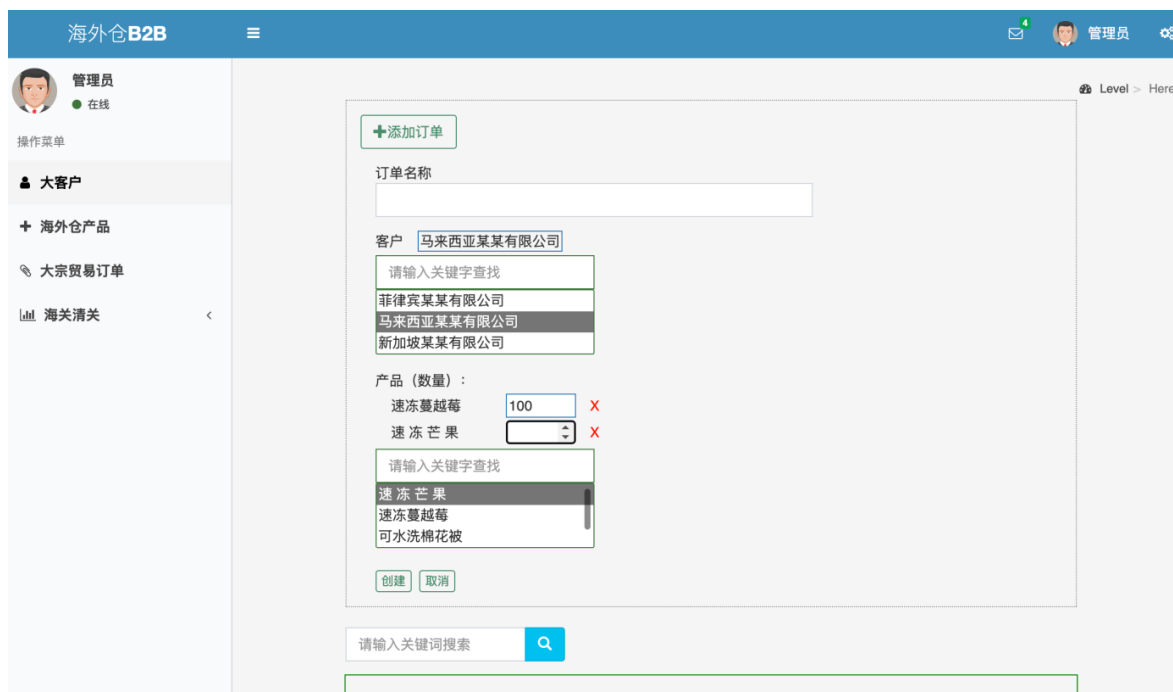 海外仓B2B
4
管理员
管理员
在线
Level > Here
操作菜单
添加订单
订单名称
大客户
海外仓产品
客户 马来西亚某某有限公司
大宗贸易订单
请输入关键字查找
菲律宾某某有限公司
海关清关
马来西亚某某有限公司
新加坡某某有限公司
产品（数量）:
速冻蔓越莓 100 X
速 冻 芒 果 X
请输入关键字查找
速 冻 芒 果
速冻蔓越莓
可水洗棉花被
创建 取消
请输入关键词搜索